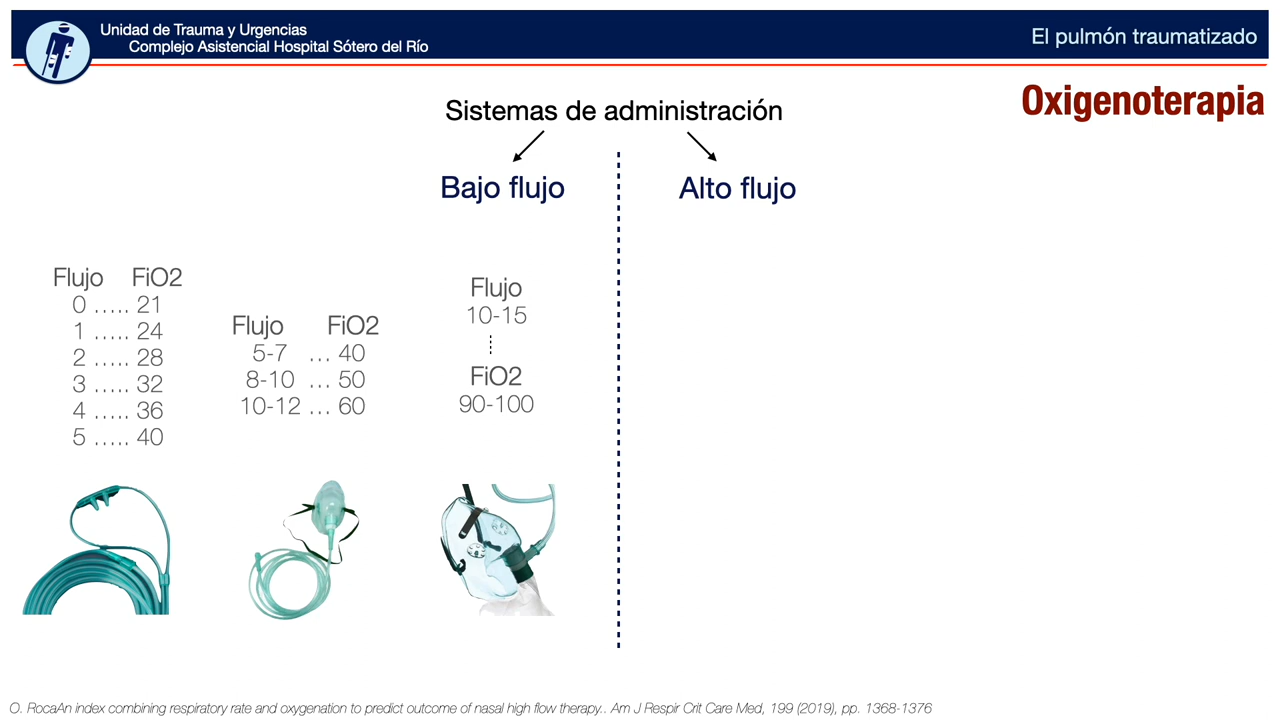 Unidad de Trauma y Urgencias
Complejo Asistencial Hospital Sótero del Río
El pulmón traumatizado
Oxigenoterapia
Sistemas de administración
Bajo flujo
Alto flujo
Flujo FiO2
0 ..... 21
1 ..... 24
2 ..... 28
3 ..... 32
4 ..... 36
5 ..... 40
Flujo FiO2
5-7 ... 40
8-10 ... 50
10-12 ... 60
Flujo
10-15
FiO2
90-100
O. RocaAn index combining respiratory rate and oxygenation to predict outcome of nasal high flow therapy.. Am J Respir Crit Care Med, 199 (2019), pp. 1368-1376